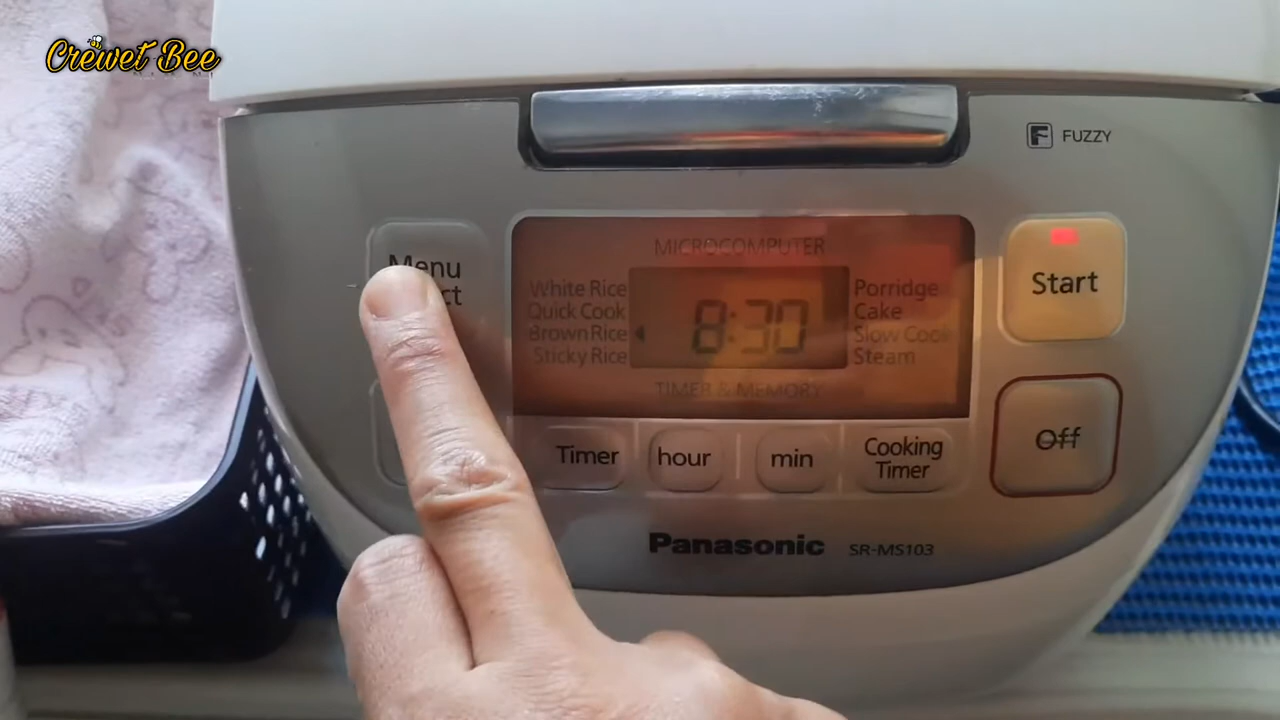 Crewet Bee
FUZZY
Menu
MICROCOMPUTER
White Rice
Quick Cook
Brown Rice
Sticky Rice
8:30
Porridge
Cake
Slow Cook
Steam
TIMER & MEMORY
Start
Off
Timer
hour
min
Cooking
Timer
Panasonic SR-MS103